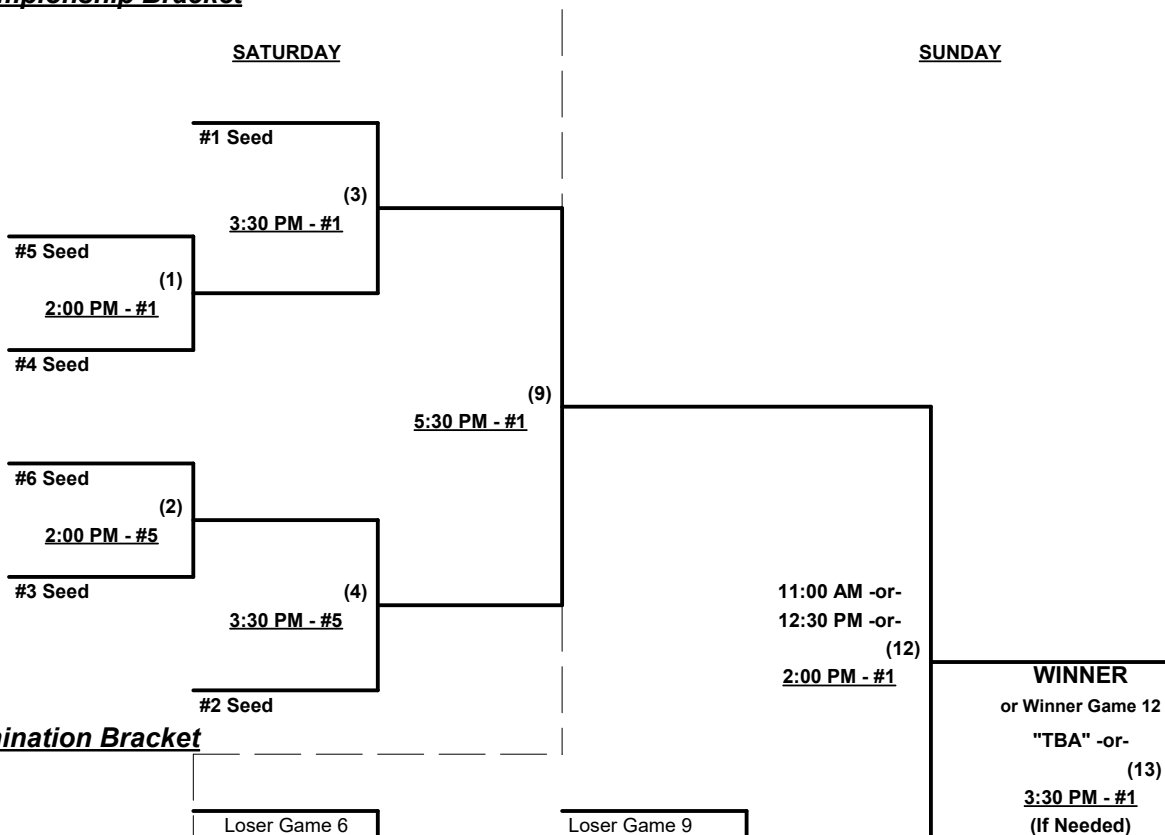 Bracket
SATURDAY
SUNDAY
#1 Seed
(3)
3:30 PM - #1
#5 Seed
(1)
2:00 PM - #1
#4 Seed
(9)
5:30 PM - #1
#6 Seed
(2)
2:00 PM - #5
#3 Seed
(4)
3:30 PM - #5
#2 Seed
11:00 AM -or-
12:30 PM -or-
(12)
2:00 PM - #1
WINNER
or Winner Game 12
"TBA" -or-
(13)
3:30 PM - #1
(If Needed)
ination Bracket
Loser Game 6
Loser Game 9